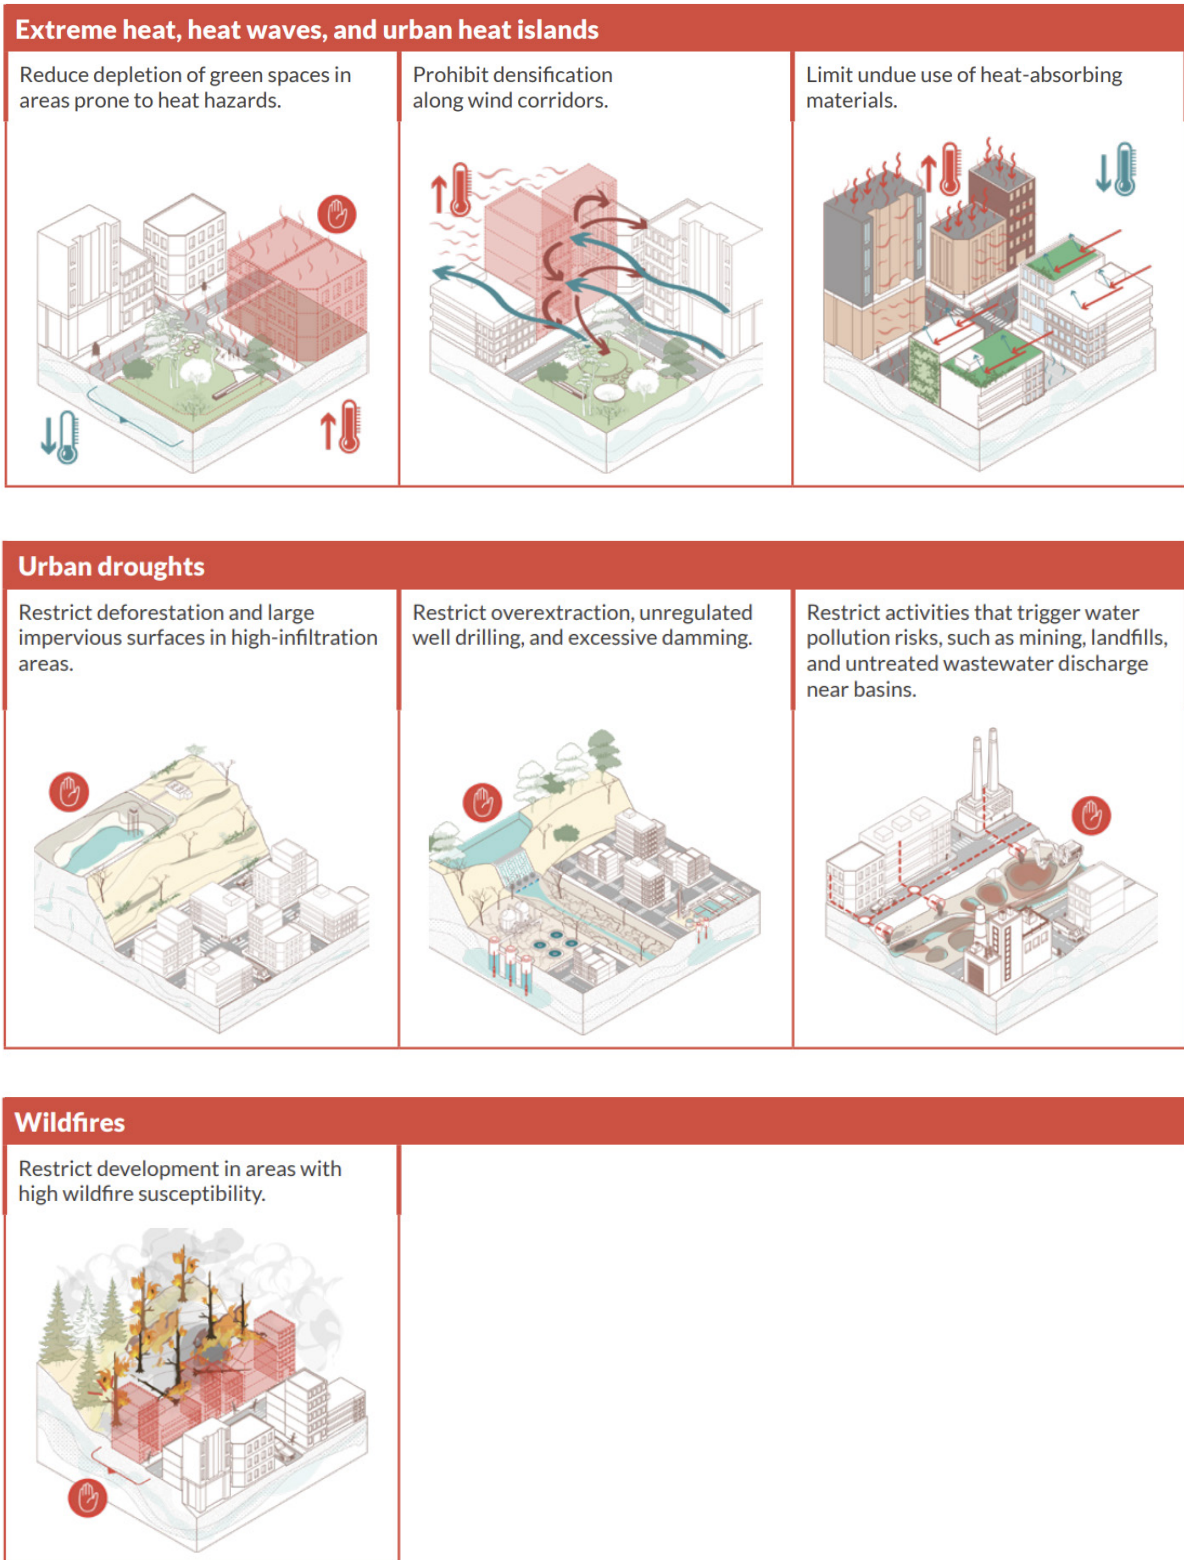 Extreme heat, heat waves, and urban heat islands
Reduce depletion of green spaces in
areas prone to heat hazards.
Prohibit densification
along wind corridors.
Limit undue use of heat-absorbing
materials.
Urban droughts
Restrict deforestation and large
impervious surfaces in high-infiltration
areas.
Restrict overextraction, unregulated
well drilling, and excessive damming.
Restrict activities that trigger water
pollution risks, such as mining, landfills,
and untreated wastewater discharge
near basins.
Wildfires
Restrict development in areas with
high wildfire susceptibility.